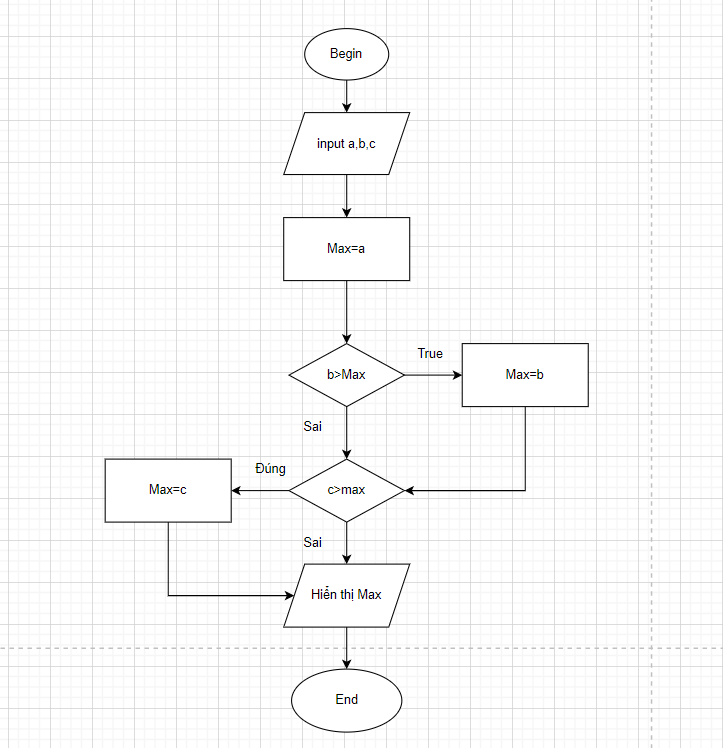 Begin
input a,b,c
Max=a
b>Max
True
Max=b
Sai
c>max
Đúng
Max=c
Sai
Hiển thị Max
End